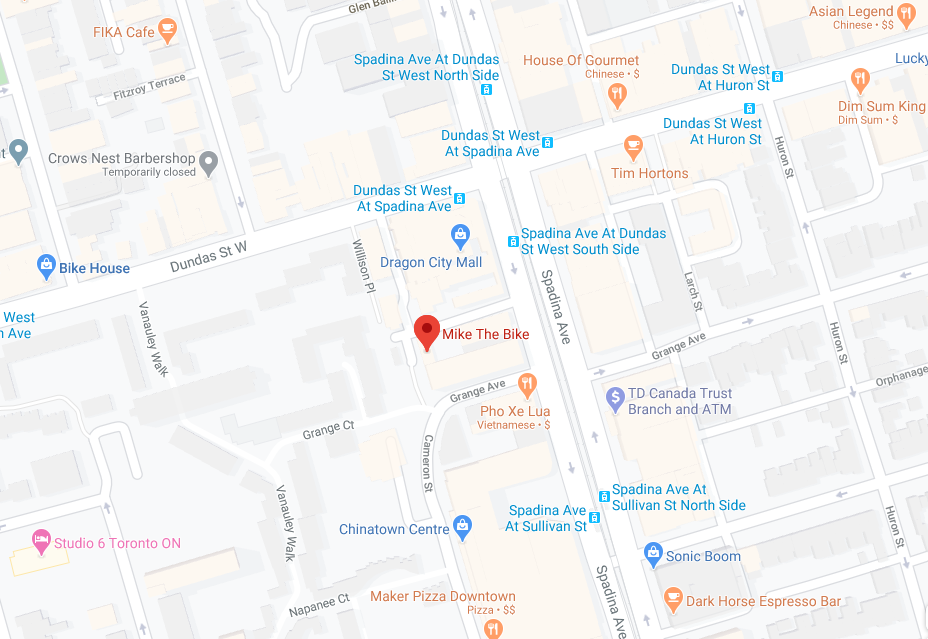 Glen Bail
Asian Legend
Chinese • $$
FIKA Cafe
Spadina Ave At Dundas
St West North Side
House Of Gourmet
Chinese • $
Dundas St West
At Huron St
Lucky
Fitzroy Terrace
Dim Sum King
Dim Sum • $
Dundas St West
At Huron St
Dundas St West
At Spadina Ave
Huron St
t
Crows Nest Barbershop
Temporarily closed
Tim Hortons
Dundas St West
At Spadina Ave
Spadina Ave At Dundas
St West South Side
Dundas St W
Willison Pl
Dragon City Mall
Bike House
Spadina Ave
Larch St
Vanauley Walk
West
n Ave
Mike The Bike
Grange Ave
Huron St
Orphanage
Grange Ave
TD Canada Trust
Branch and ATM
Pho Xe Lua
Vietnamese • $
Grange Ct
Cameron St
Vanauley Walk
Spadina Ave At
Sullivan St North Side
Spadina Ave
At Sullivan St
Huron St
Chinatown Centre
Studio 6 Toronto ON
Sonic Boom
Spadina Ave
Napanee Ct
Maker Pizza Downtown
Pizza • $$
Dark Horse Espresso Bar